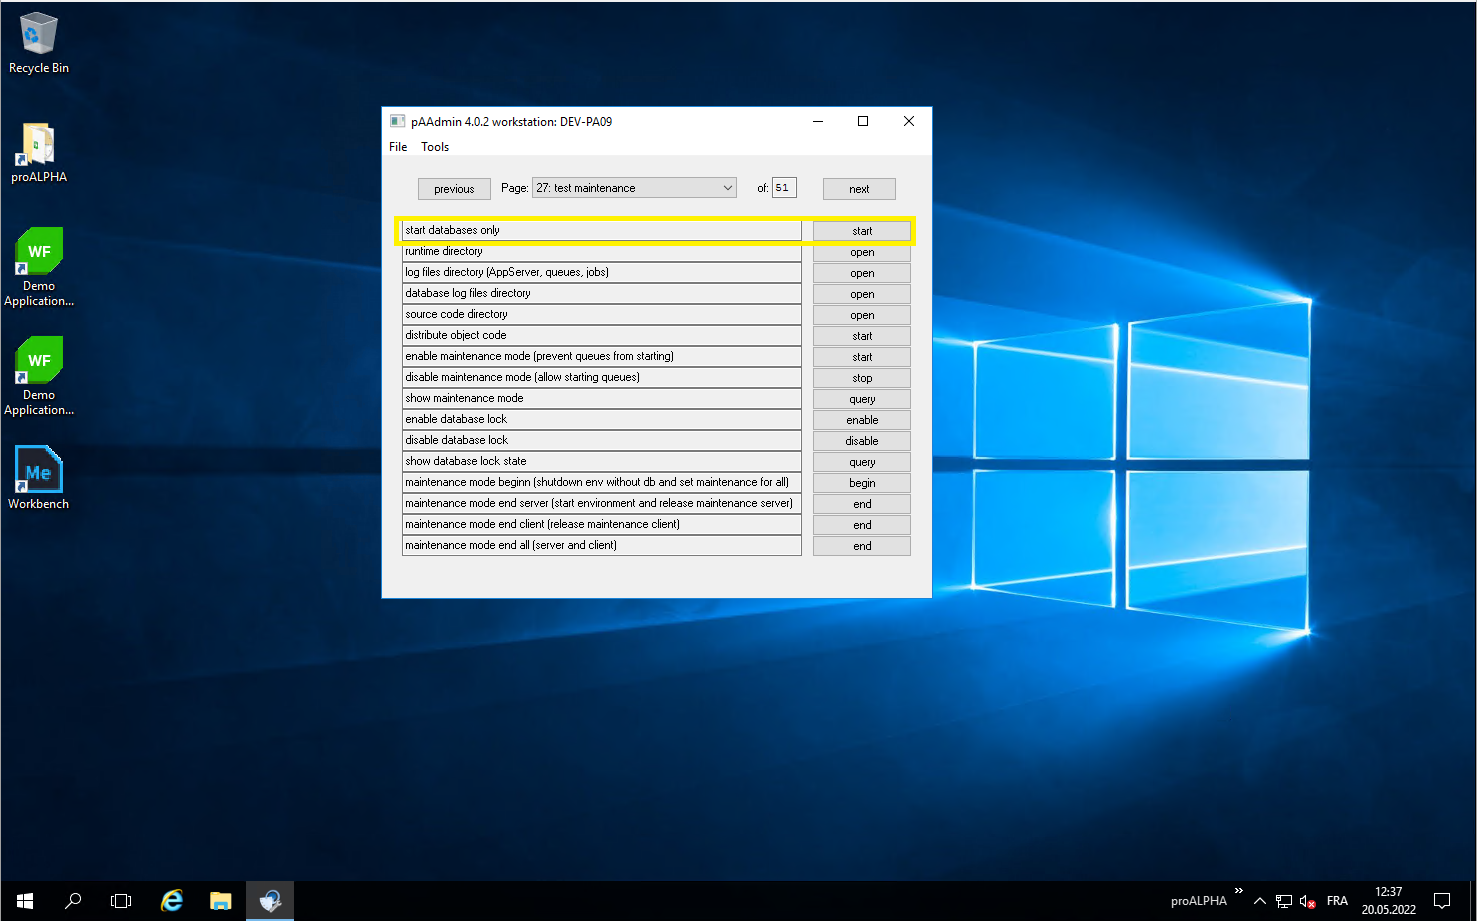 Recycle Bin
proALPHA
WF
Demo
Application...
WF
Demo
Application...
Me
Workbench
pAAdmin 4.0.2 workstation: DEV-PA09
File Tools
previous Page: 27: test maintenance of: 51 next
start databases only start
runtime directory open
log files directory (AppServer, queues, jobs) open
database log files directory open
source code directory open
distribute object code start
enable maintenance mode (prevent queues from starting) start
disable maintenance mode (allow starting queues) stop
show maintenance mode query
enable database lock enable
disable database lock disable
show database lock state query
maintenance mode beginn (shutdown env without db and set maintenance for all) begin
maintenance mode end server (start environment and release maintenance server) end
maintenance mode end client (release maintenance client) end
maintenance mode end all (server and client) end
proALPHA » FRA 12:37
20.05.2022